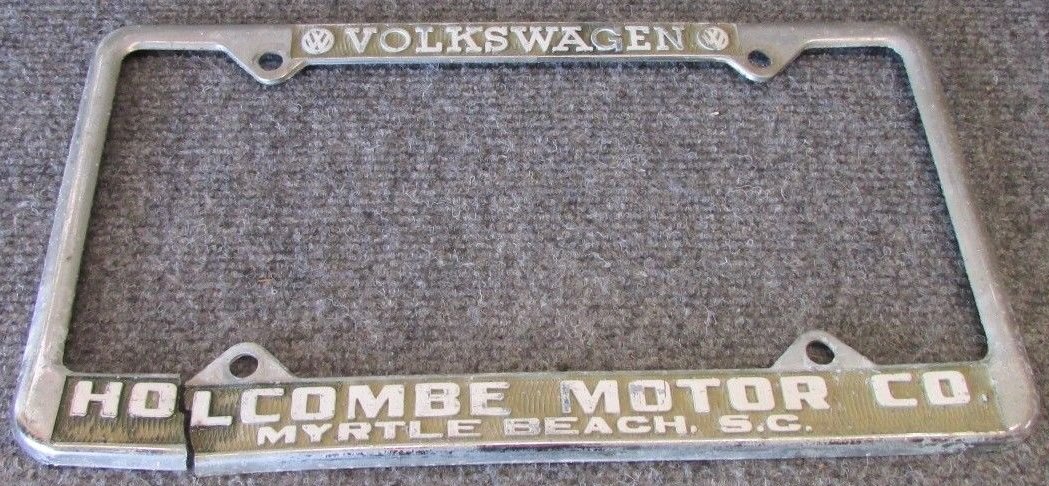 VOLKSWAGEN
HOLCOMBE MOTOR CO.
MYRTLE BEACH, S.C.